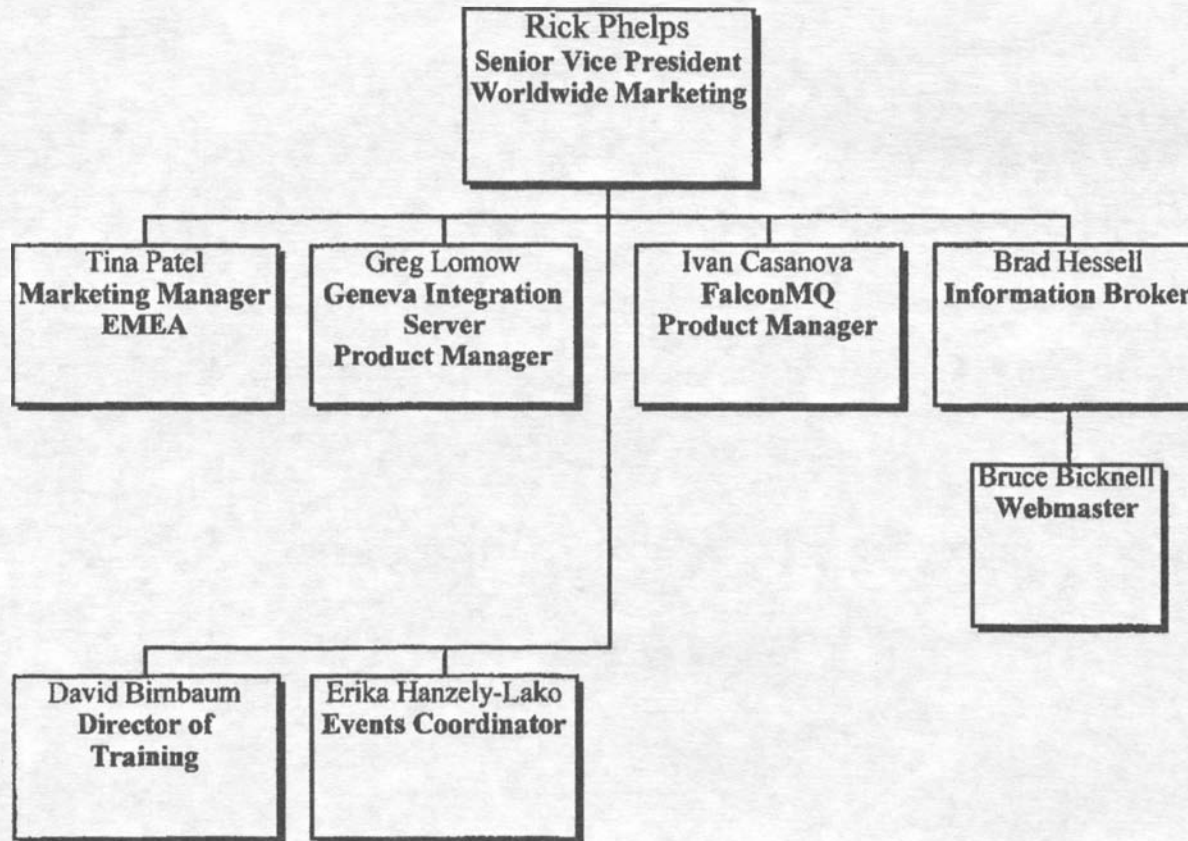 Rick Phelps
Senior Vice President
Worldwide Marketing
Tina Patel
Marketing Manager
EMEA
Greg Lomow
Geneva Integration
Server
Product Manager
Ivan Casanova
FalconMQ
Product Manager
Brad Hessell
Information Broker
Bruce Bicknell
Webmaster
David Birnbaum
Director of
Training
Erika Hanzely-Lako
Events Coordinator